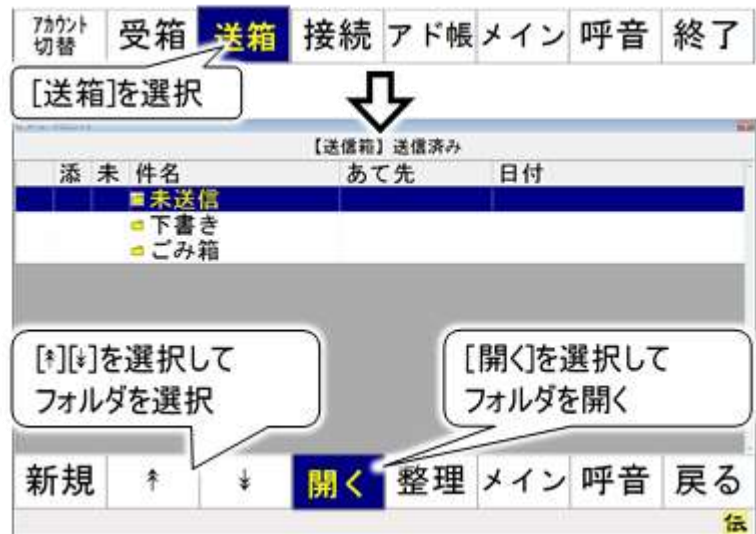 アカウント切替 受箱 送箱 接続 アド帳 メイン 呼音 終了
[送箱]を選択
【送信箱】送信済み
添 未 件名 あて先 日付
未送信
下書き
ごみ箱
[↟][↡]を選択して
フォルダを選択
[開く]を選択して
フォルダを開く
新規 ↟ ↡ 開く 整理 メイン 呼音 戻る
伝